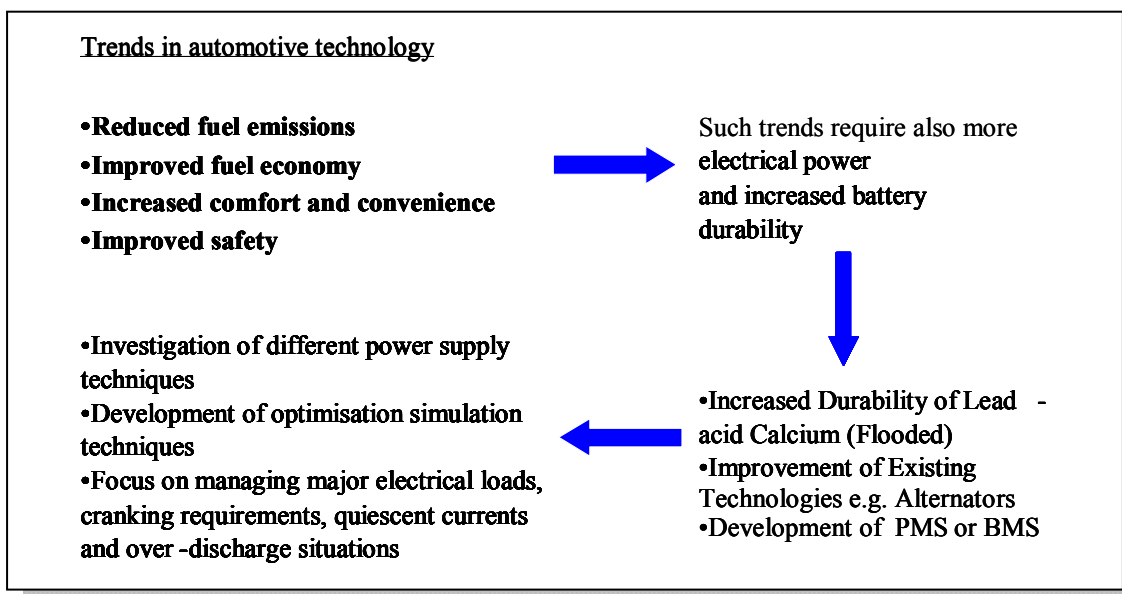 Trends in automotive technology
•Reduced fuel emissions
•Improved fuel economy
•Increased comfort and convenience
•Improved safety
Such trends require also more
electrical power
and increased battery
durability
•Increased Durability of Lead -
acid Calcium (Flooded)
•Improvement of Existing
Technologies e.g. Alternators
•Development of PMS or BMS
•Investigation of different power supply
techniques
•Development of optimisation simulation
techniques
•Focus on managing major electrical loads,
cranking requirements, quiescent currents
and over -discharge situations